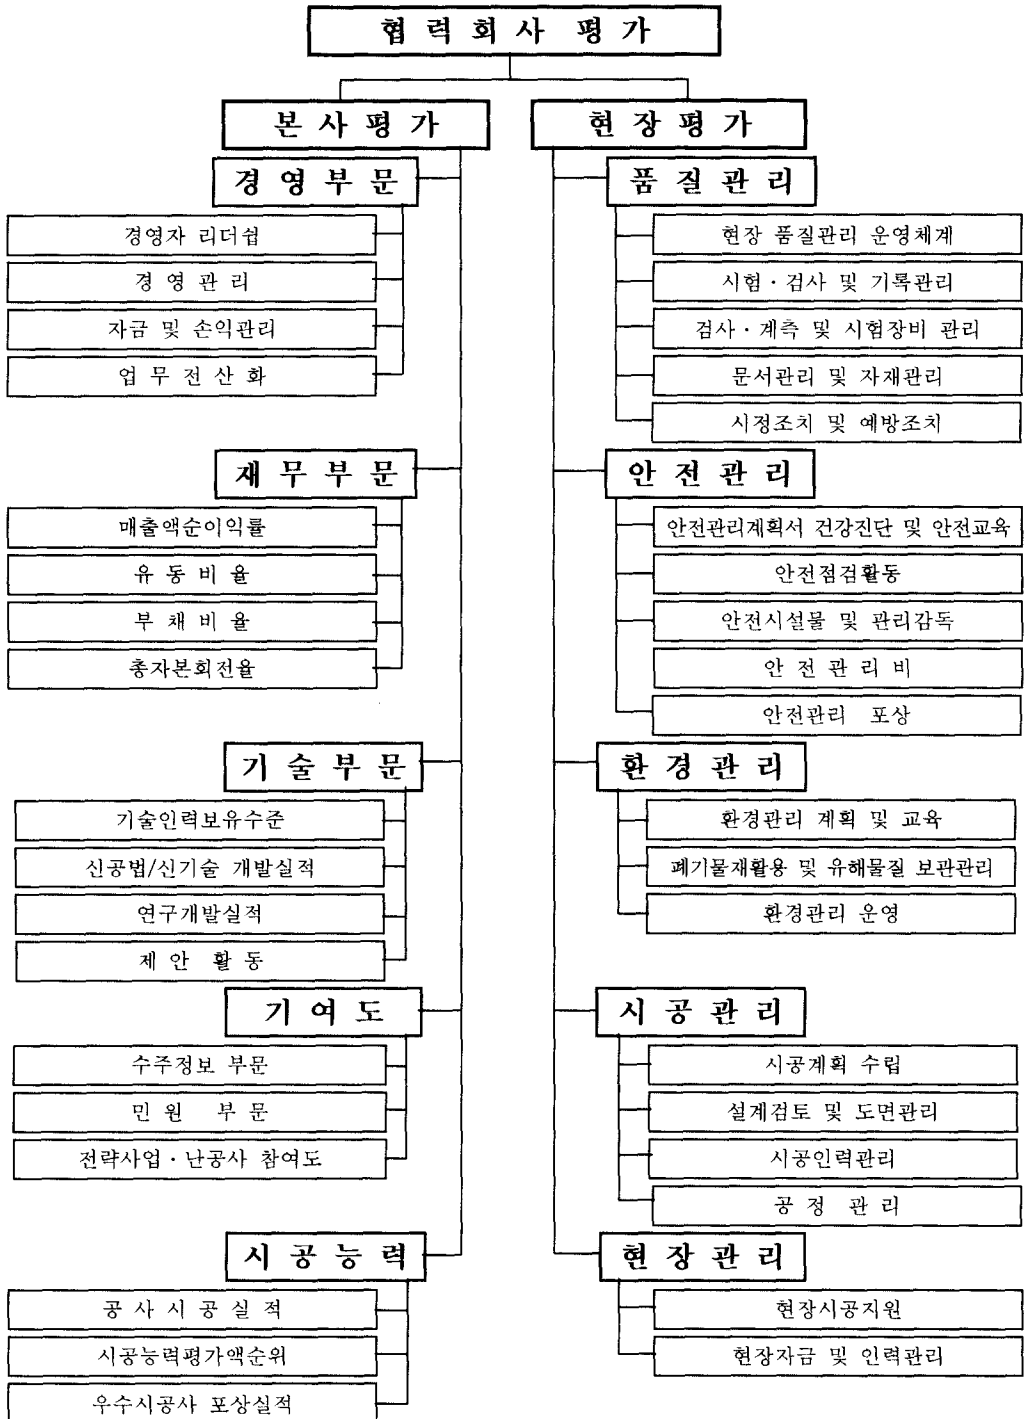 협력회사 평가
본사평가
경영부문
경영자 리더쉽
경영관리
자금 및 손익관리
업무전산화
재무부문
매출액순이익률
유동비율
부채비율
총자본회전율
기술부문
기술인력보유수준
신공법/신기술 개발실적
연구개발실적
제안 활동
기여도
수주정보 부문
민원 부문
전략사업·난공사 참여도
시공능력
공사시공실적
시공능력평가액순위
우수시공사 포상실적
현장평가
품질관리
현장 품질관리 운영체계
시험·검사 및 기록관리
검사·계측 및 시험장비 관리
문서관리 및 자재관리
시정조치 및 예방조치
안전관리
안전관리계획서 건강진단 및 안전교육
안전점검활동
안전시설물 및 관리감독
안전관리비
안전관리 포상
환경관리
환경관리 계획 및 교육
폐기물재활용 및 유해물질 보관관리
환경관리 운영
시공관리
시공계획 수립
설계검토 및 도면관리
시공인력관리
공정 관리
현장관리
현장시공지원
현장자금 및 인력관리